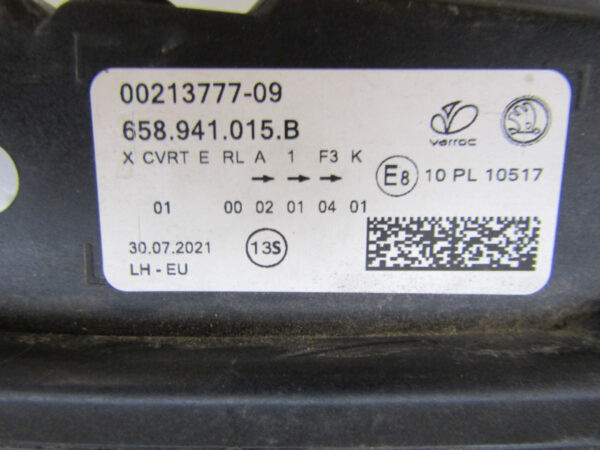 00213777-09
658.941.015.B
varroc
X CVRT E RL A 1 F3 K
E8 10 PL 10517
01 00 02 01 04 01
30.07.2021 13S
LH - EU